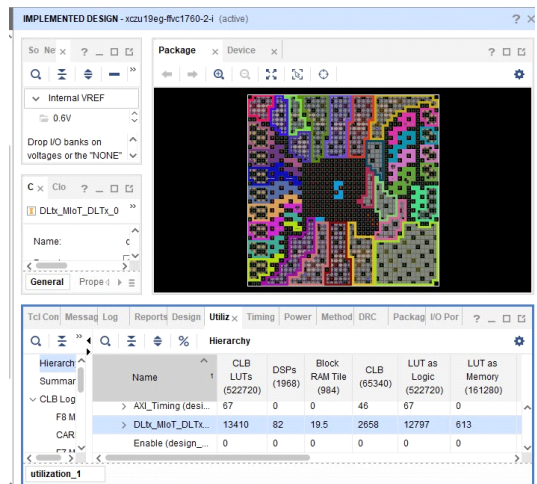 IMPLEMENTED DESIGN - xczu19eg-ffvc1760-2-i (active)
So Ne
Internal VREF
0.6V
Drop I/O banks on
voltages or the "NONE"
C Clo
DLtx_MIoT_DLTx_0
Name: c
General Prope
Package Device
Tcl Con Messag Log Reports Design Utiliz Timing Power Method DRC Packag I/O Por
Hierarchy
Hierarch
Summar
CLB Log
F8 M
CAR
F7 M
Name CLB LUTs (522720) DSPs (1968) Block RAM Tile (984) CLB (65340) LUT as Logic (522720) LUT as Memory (161280)
AXI_Timing (desi... 67 0 0 46 67 0
DLtx_MIoT_DLTx... 13410 82 19.5 2658 12797 613
Enable (design_... 0 0 0 0 0 0
utilization_1